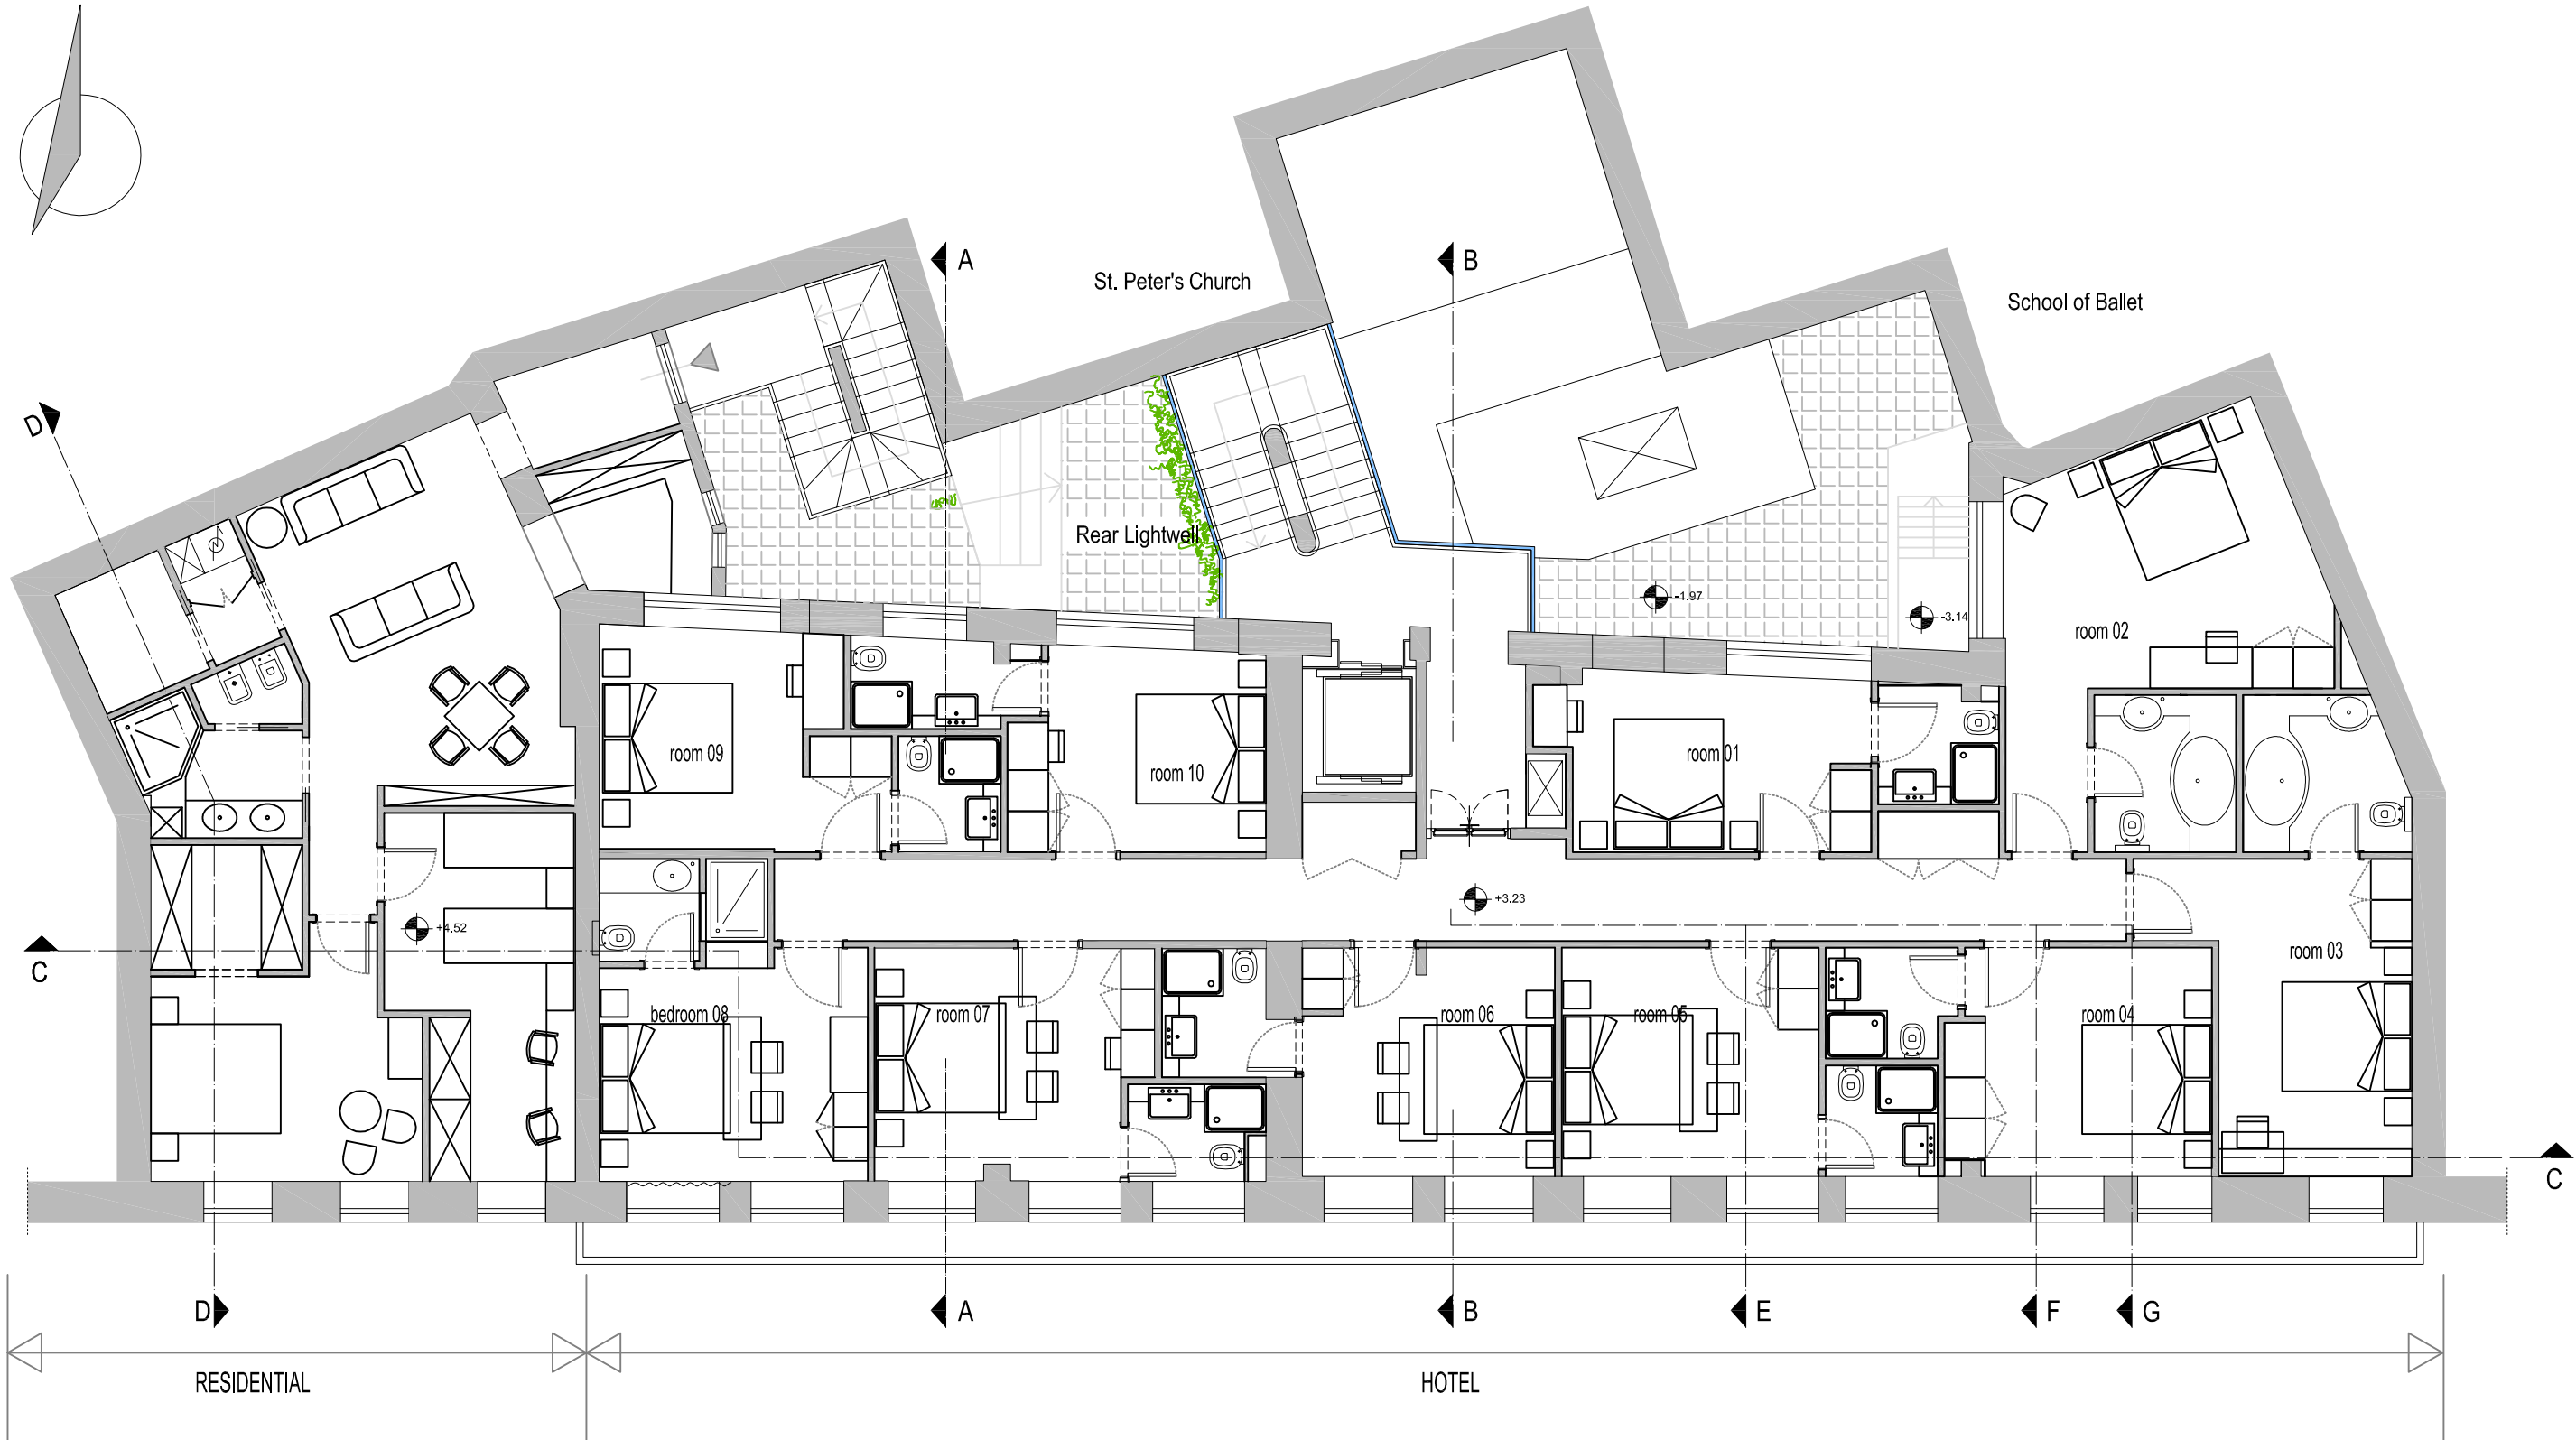 A
B
St. Peter's Church
School of Ballet
D
Rear Lightwell
-1.97
-3.14
room 02
room 09
room 10
room 01
+3.23
+4.52
C
room 03
bedroom 08
room 07
room 06
room 05
room 04
C
D
A
B
E
F
G
RESIDENTIAL
HOTEL